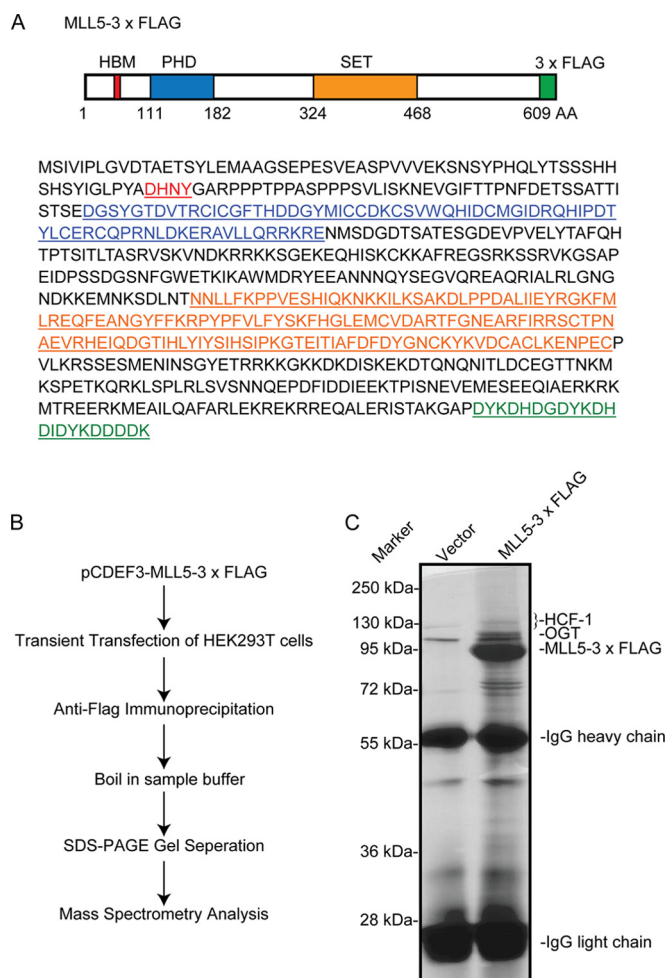 A
MLL5-3 x FLAG
HBM PHD SET 3 x FLAG
1 111 182 324 468 609 AA
MSIVIPLGVDTAETSYLEMAAGSEPESVEASPVVVEKSNSYPHQLYTSSSHH
SHSYIGLPYADHNYGARPPPTPPASPPPSVLISKNEVGIFTTPNFDETSSATTI
STSEDGSYGTDVTRCICGFTHDDGYMICCDKCSVWQHIDCMGIDRQHIPDT
YLCERCQPRNLDKERAVLLQRRKRENMSDGDTSATESGDEVPVELYTAFQH
TPTSITLTASRVSKVNDKRRKKSGEKEQHISKCKKAFREGSRKSSRVKGSAP
EIDPSSDGSNFGWETKIKAWMDRYEEANNNQYSEGVQREAQRIALRLGNG
NDKKEMNKSDLNTNNLLFKPPVESHIQKNKKILKSAKDLPPDALIIEYRGKFM
LREQFEANGYFFKRPYPFVLFYSKFHGLEMCVDARTFGNEARFIRRSCTPN
AEVRHEIQDGTIHLYIYSIHSIPKGTEITIAFDFDYGNCKYKVDCACLKENPECP
VLKRSSESMENINSGYETRRKKGKKDKDISKEKDTQNQNITLDCEGTTNKM
KSPETKQRKLSPLRLSVSNNQEPDFIDDIEEKTPISNEVEMESEEQIAERKRK
MTREERKMEAILQAFARLEKREKRREQALERISTAKGAPDYKDHDGDYKDH
DIDYKDDDDK
B
pCDEF3-MLL5-3 x FLAG
Transient Transfection of HEK293T cells
Anti-Flag Immunoprecipitation
Boil in sample buffer
SDS-PAGE Gel Seperation
Mass Spectrometry Analysis
C
Marker
Vector
MLL5-3 x FLAG
250 kDa-
130 kDa-
95 kDa-
72 kDa-
55 kDa-
36 kDa-
28 kDa-
}-HCF-1
-OGT
-MLL5-3 x FLAG
-IgG heavy chain
-IgG light chain